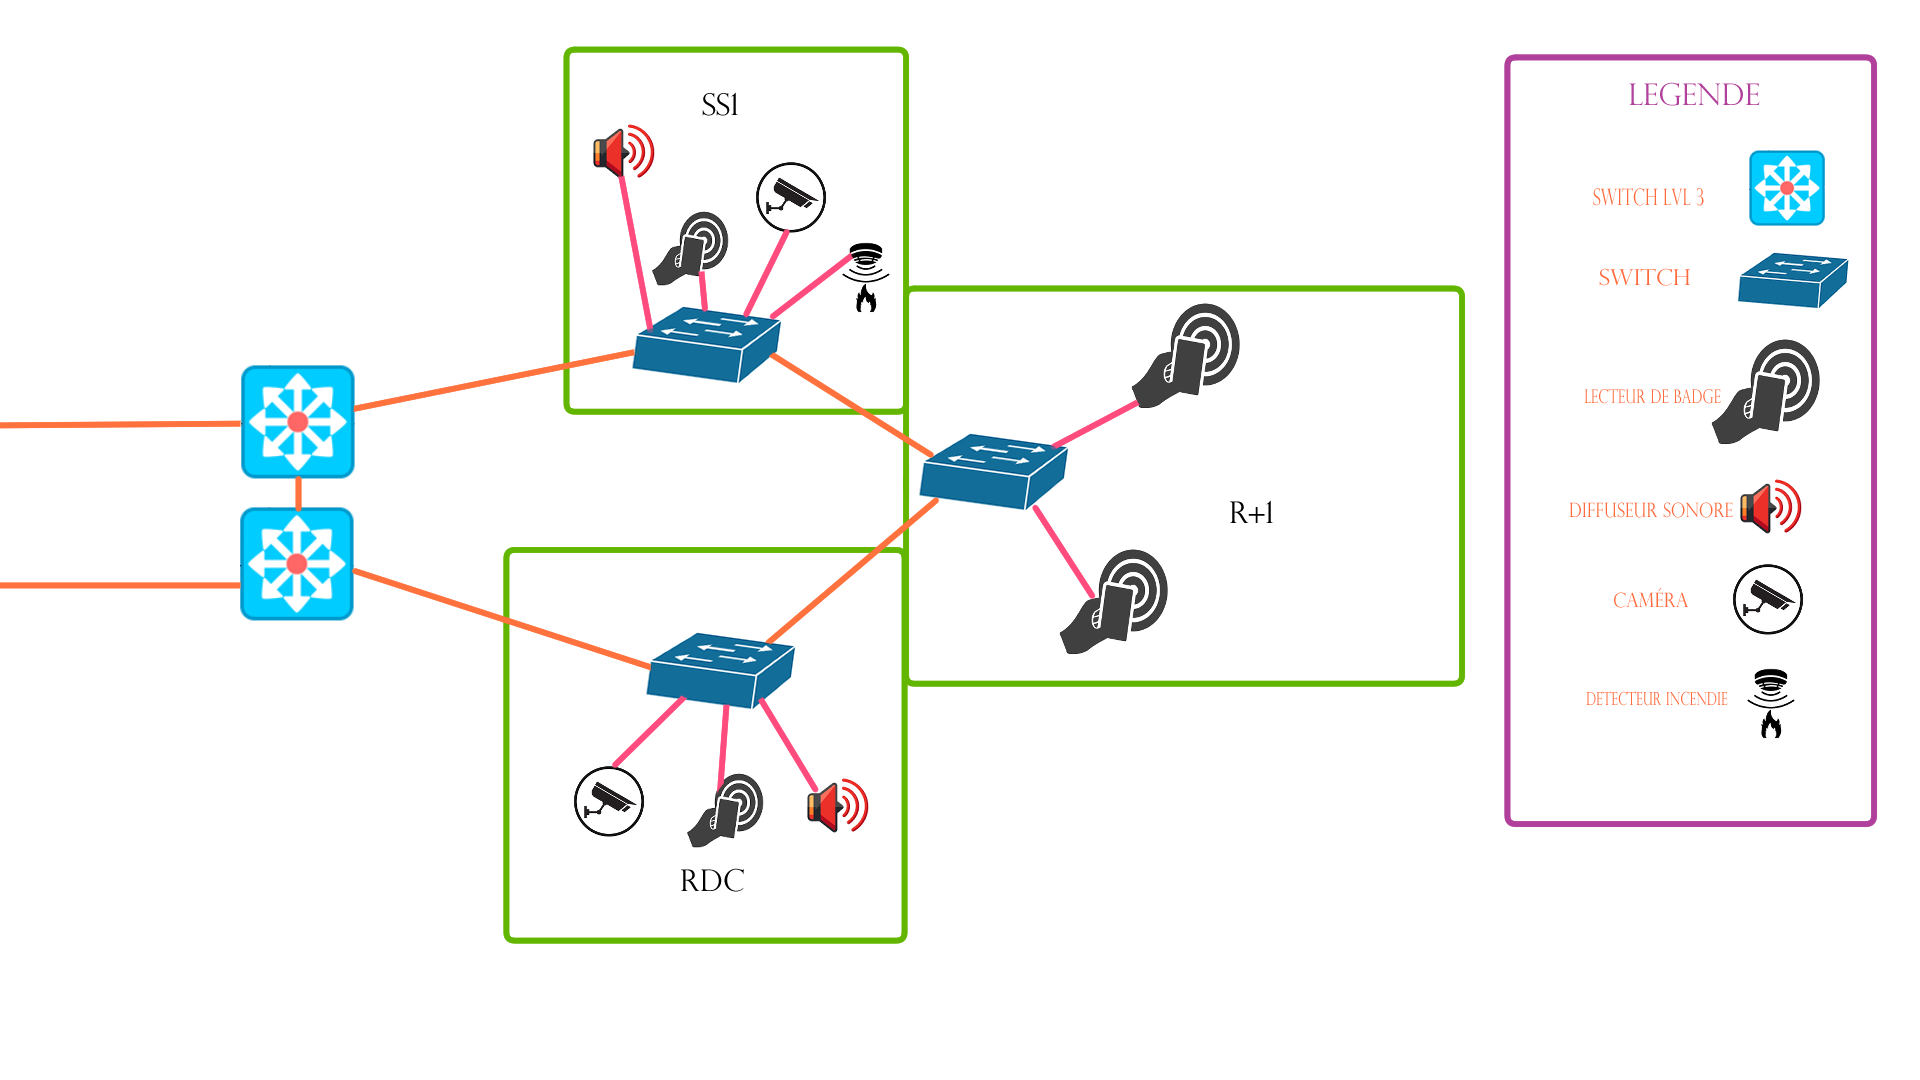 SS1
R+1
RDC
LEGENDE
SWITCH LVL 3
SWITCH
LECTEUR DE BADGE
DIFFUSEUR SONORE
CAMÉRA
DETECTEUR INCENDIE